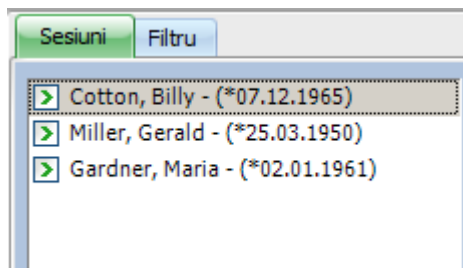 Sesiuni Filtru
Cotton, Billy - (*07.12.1965)
Miller, Gerald - (*25.03.1950)
Gardner, Maria - (*02.01.1961)